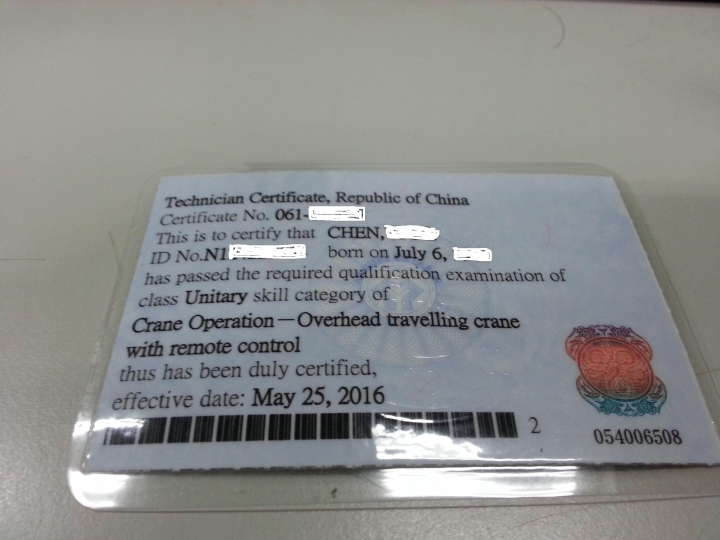 Technician Certificate, Republic of China
Certificate No. 061-
This is to certify that CHEN,
ID No.N1 born on July 6,
has passed the required qualification examination of
class Unitary skill category of
Crane Operation－Overhead travelling crane
with remote control
thus has been duly certified,
effective date: May 25, 2016
2
054006508